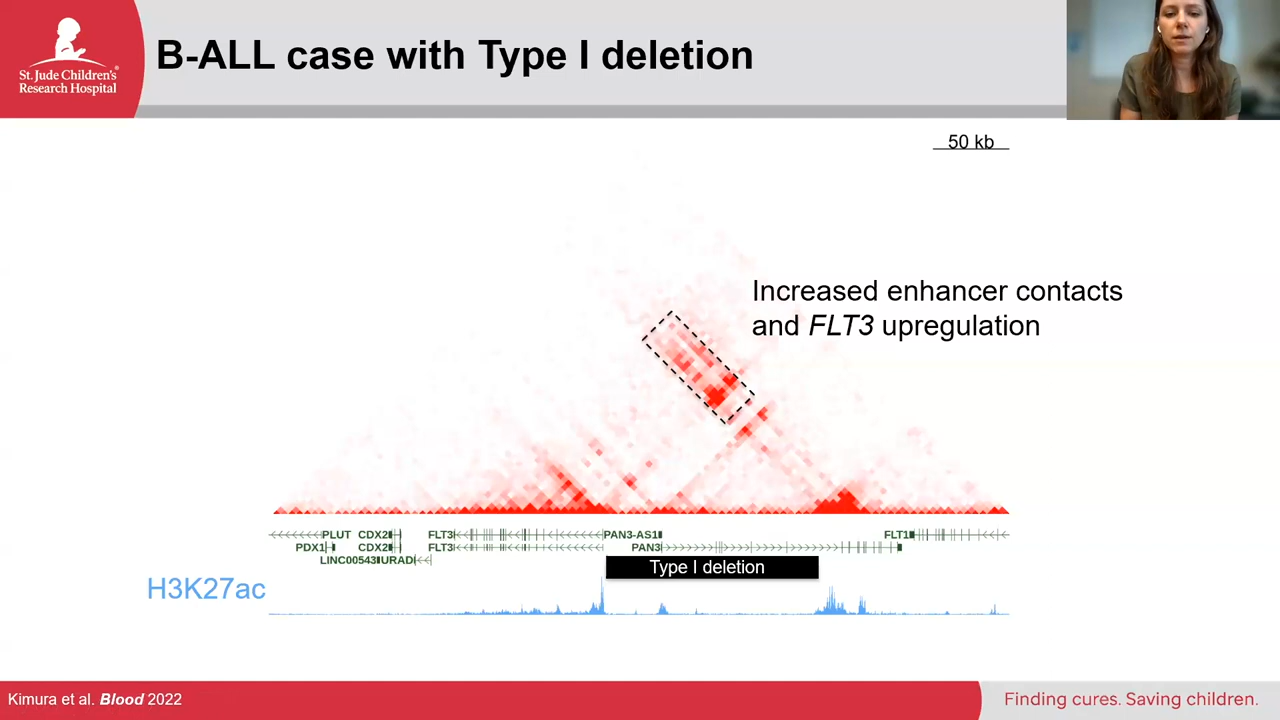 St. Jude Children's®
Research Hospital
B-ALL case with Type I deletion
50 kb
Increased enhancer contacts
and FLT3 upregulation
PLUT CDX2 FLT3 PAN3-AS1 FLT1
PDX1 CDX2 FLT3 PAN3
LINC00543 URAD
Type I deletion
H3K27ac
Kimura et al. Blood 2022
Finding cures. Saving children.